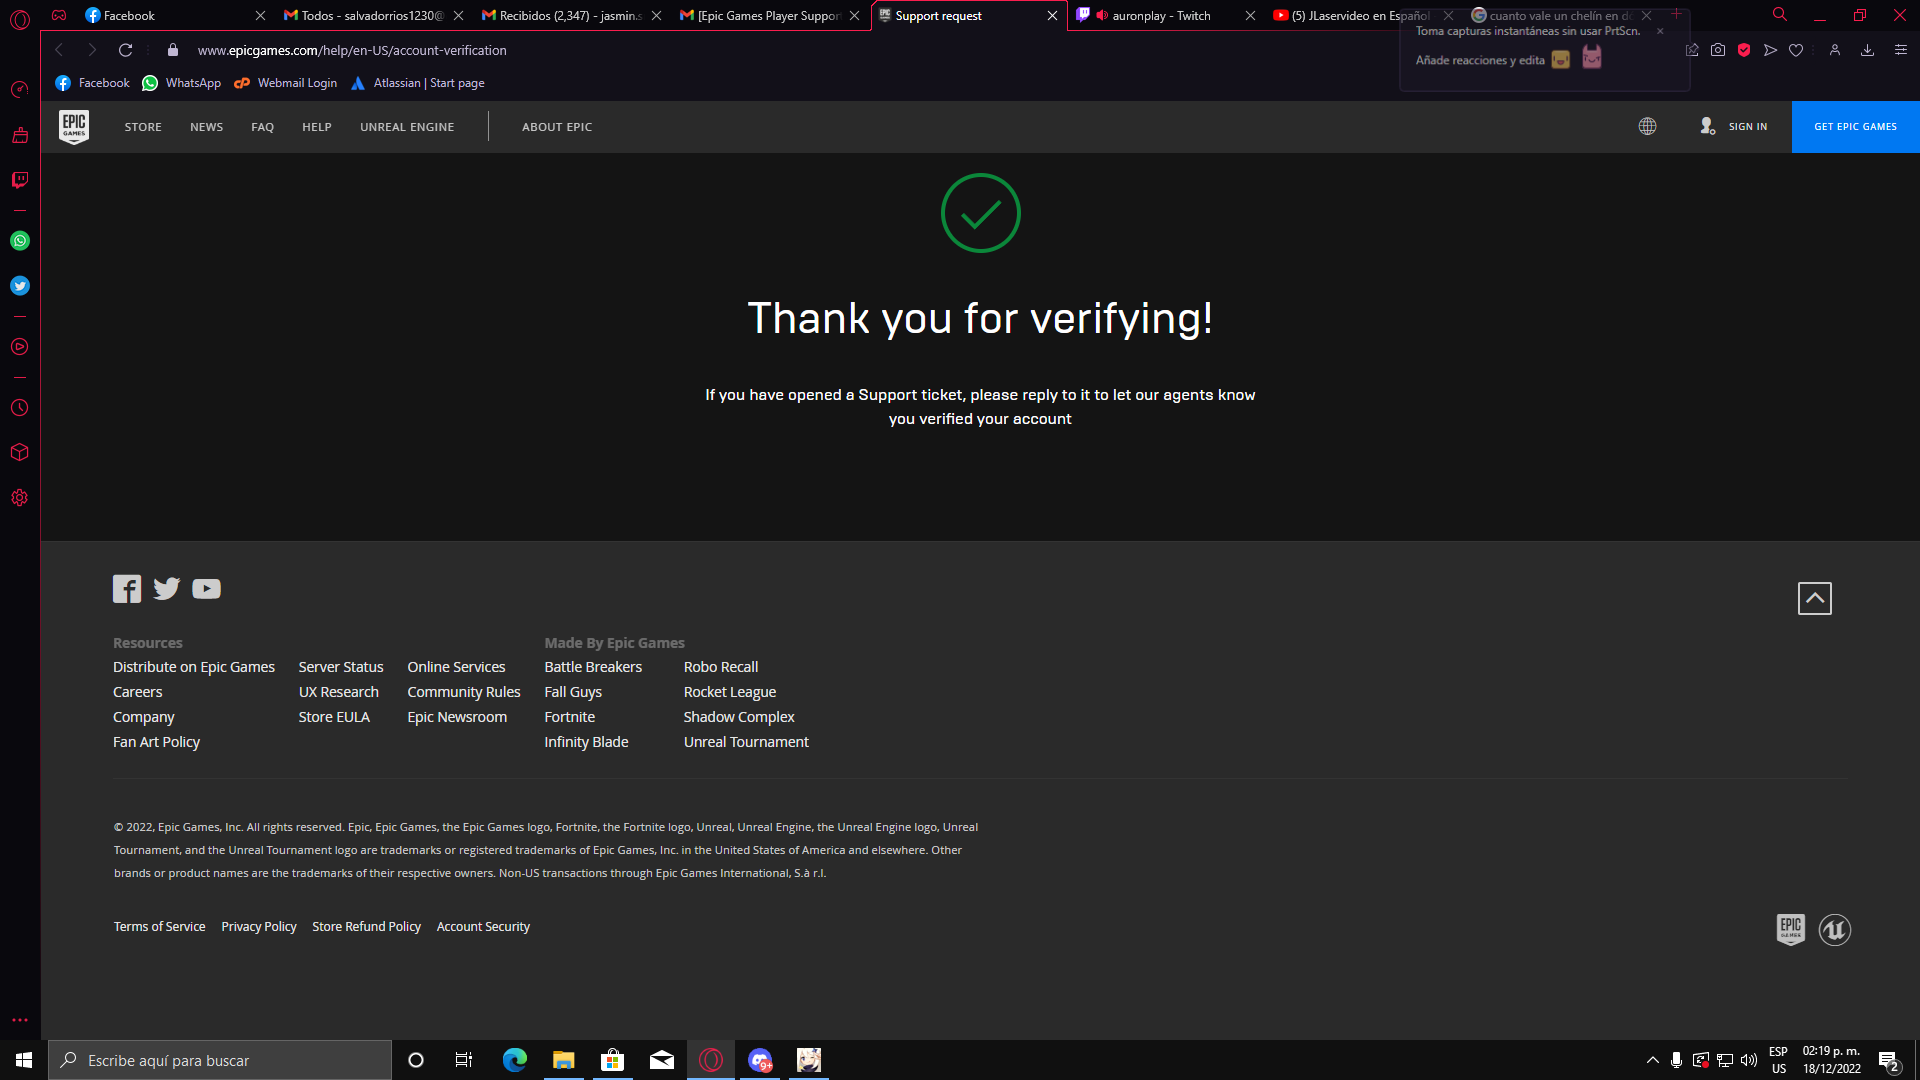 Facebook
Todos - salvadorrios1230@
Recibidos (2,347) - jasmin.s
[Epic Games Player Suppor
Support request
auronplay - Twitch
(5) JLaservideo en Español
cuanto vale un chelín en do
www.epicgames.com/help/en-US/account-verification
Toma capturas instantáneas sin usar PrtScn.
Añade reacciones y edita
Facebook
WhatsApp
Webmail Login
Atlassian | Start page
EPIC GAMES
STORE
NEWS
FAQ
HELP
UNREAL ENGINE
ABOUT EPIC
SIGN IN
GET EPIC GAMES
Thank you for verifying!
If you have opened a Support ticket, please reply to it to let our agents know
you verified your account
Resources
Distribute on Epic Games
Careers
Company
Fan Art Policy
Server Status
UX Research
Store EULA
Online Services
Community Rules
Epic Newsroom
Made By Epic Games
Battle Breakers
Fall Guys
Fortnite
Infinity Blade
Robo Recall
Rocket League
Shadow Complex
Unreal Tournament
© 2022, Epic Games, Inc. All rights reserved. Epic, Epic Games, the Epic Games logo, Fortnite, the Fortnite logo, Unreal, Unreal Engine, the Unreal Engine logo, Unreal
Tournament, and the Unreal Tournament logo are trademarks or registered trademarks of Epic Games, Inc. in the United States of America and elsewhere. Other
brands or product names are the trademarks of their respective owners. Non-US transactions through Epic Games International, S.à r.l.
Terms of Service
Privacy Policy
Store Refund Policy
Account Security
EPIC GAMES
Escribe aquí para buscar
9+
ESP
US
02:19 p. m.
18/12/2022
2